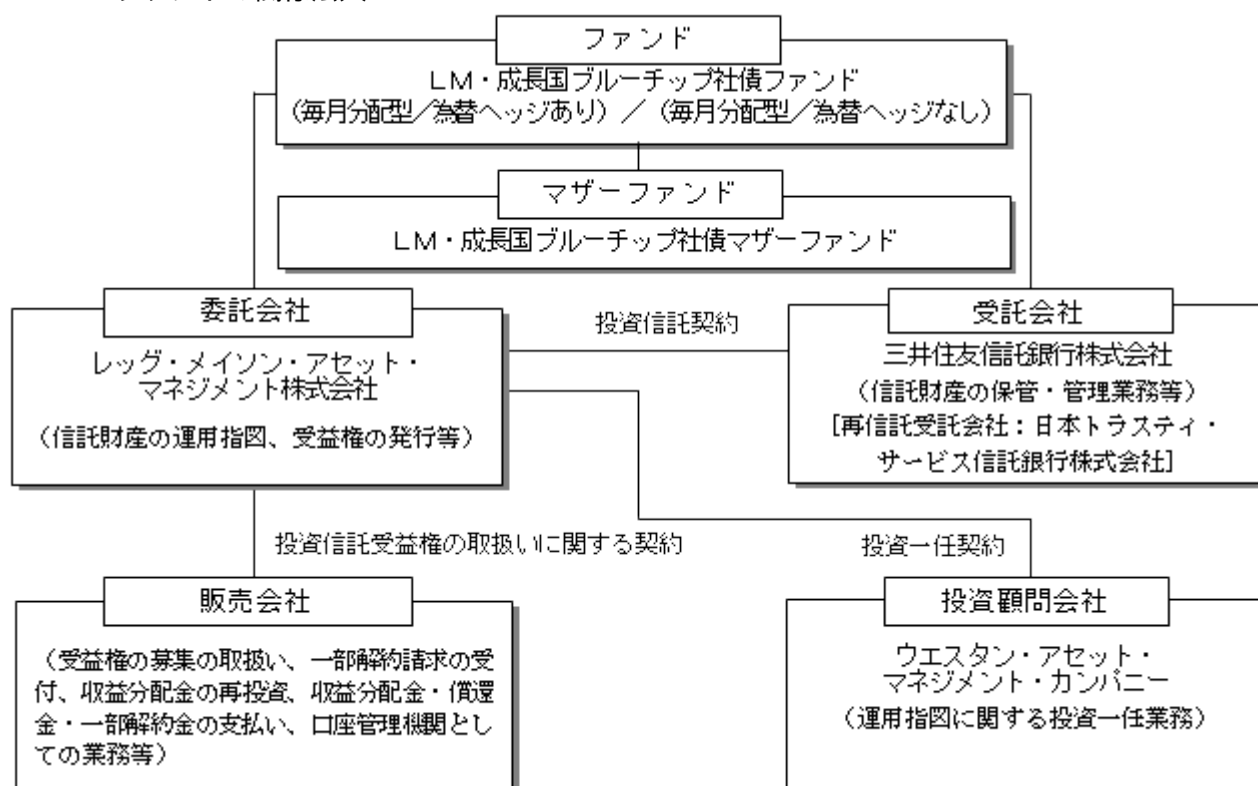 ファンド
LM・成長国ブルーチップ社債ファンド
（毎月分配型／為替ヘッジあり）／（毎月分配型／為替ヘッジなし）
マザーファンド
LM・成長国ブルーチップ社債マザーファンド
委託会社
レッグ・メイソン・アセット・
マネジメント株式会社
（信託財産の運用指図、受益権の発行等）
投資信託契約
受託会社
三井住友信託銀行株式会社
（信託財産の保管・管理業務等）
[再信託受託会社：日本トラスティ・
サービス信託銀行株式会社]
投資信託受益権の取扱いに関する契約
投資一任契約
販売会社
（受益権の募集の取扱い、一部解約請求の受
付、収益分配金の再投資、収益分配金・償還
金・一部解約金の支払い、口座管理機関とし
ての業務等）
投資顧問会社
ウエスタン・アセット・
マネジメント・カンパニー
（運用指図に関する投資一任業務）